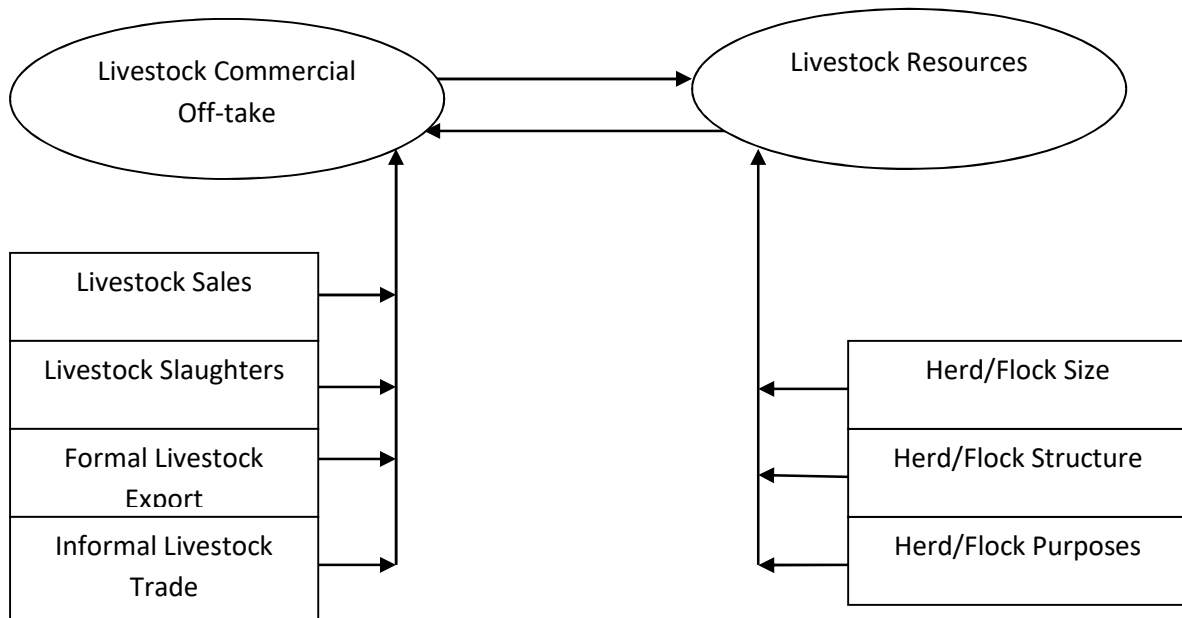 Livestock Commercial
Off-take
Livestock Resources
Livestock Sales
Livestock Slaughters
Formal Livestock
Export
Informal Livestock
Trade
Herd/Flock Size
Herd/Flock Structure
Herd/Flock Purposes